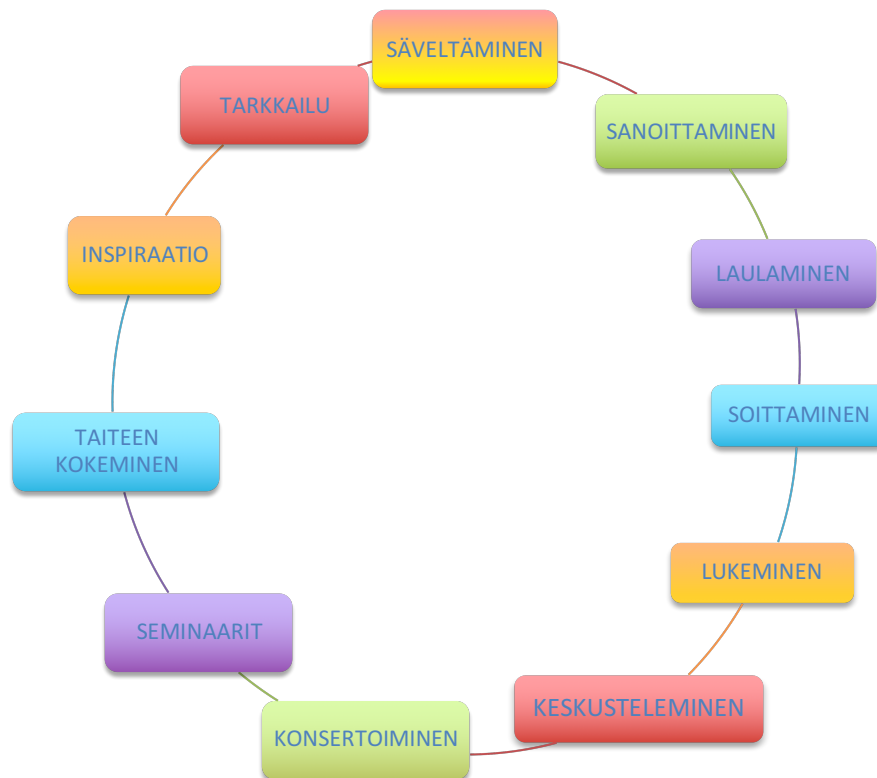 SÄVELTÄMINEN
SANOITTAMINEN
LAULAMINEN
SOITTAMINEN
LUKEMINEN
KESKUSTELEMINEN
KONSERTOIMINEN
SEMINAARIT
TAITEEN
KOKEMINEN
INSPIRAATIO
TARKKAILU